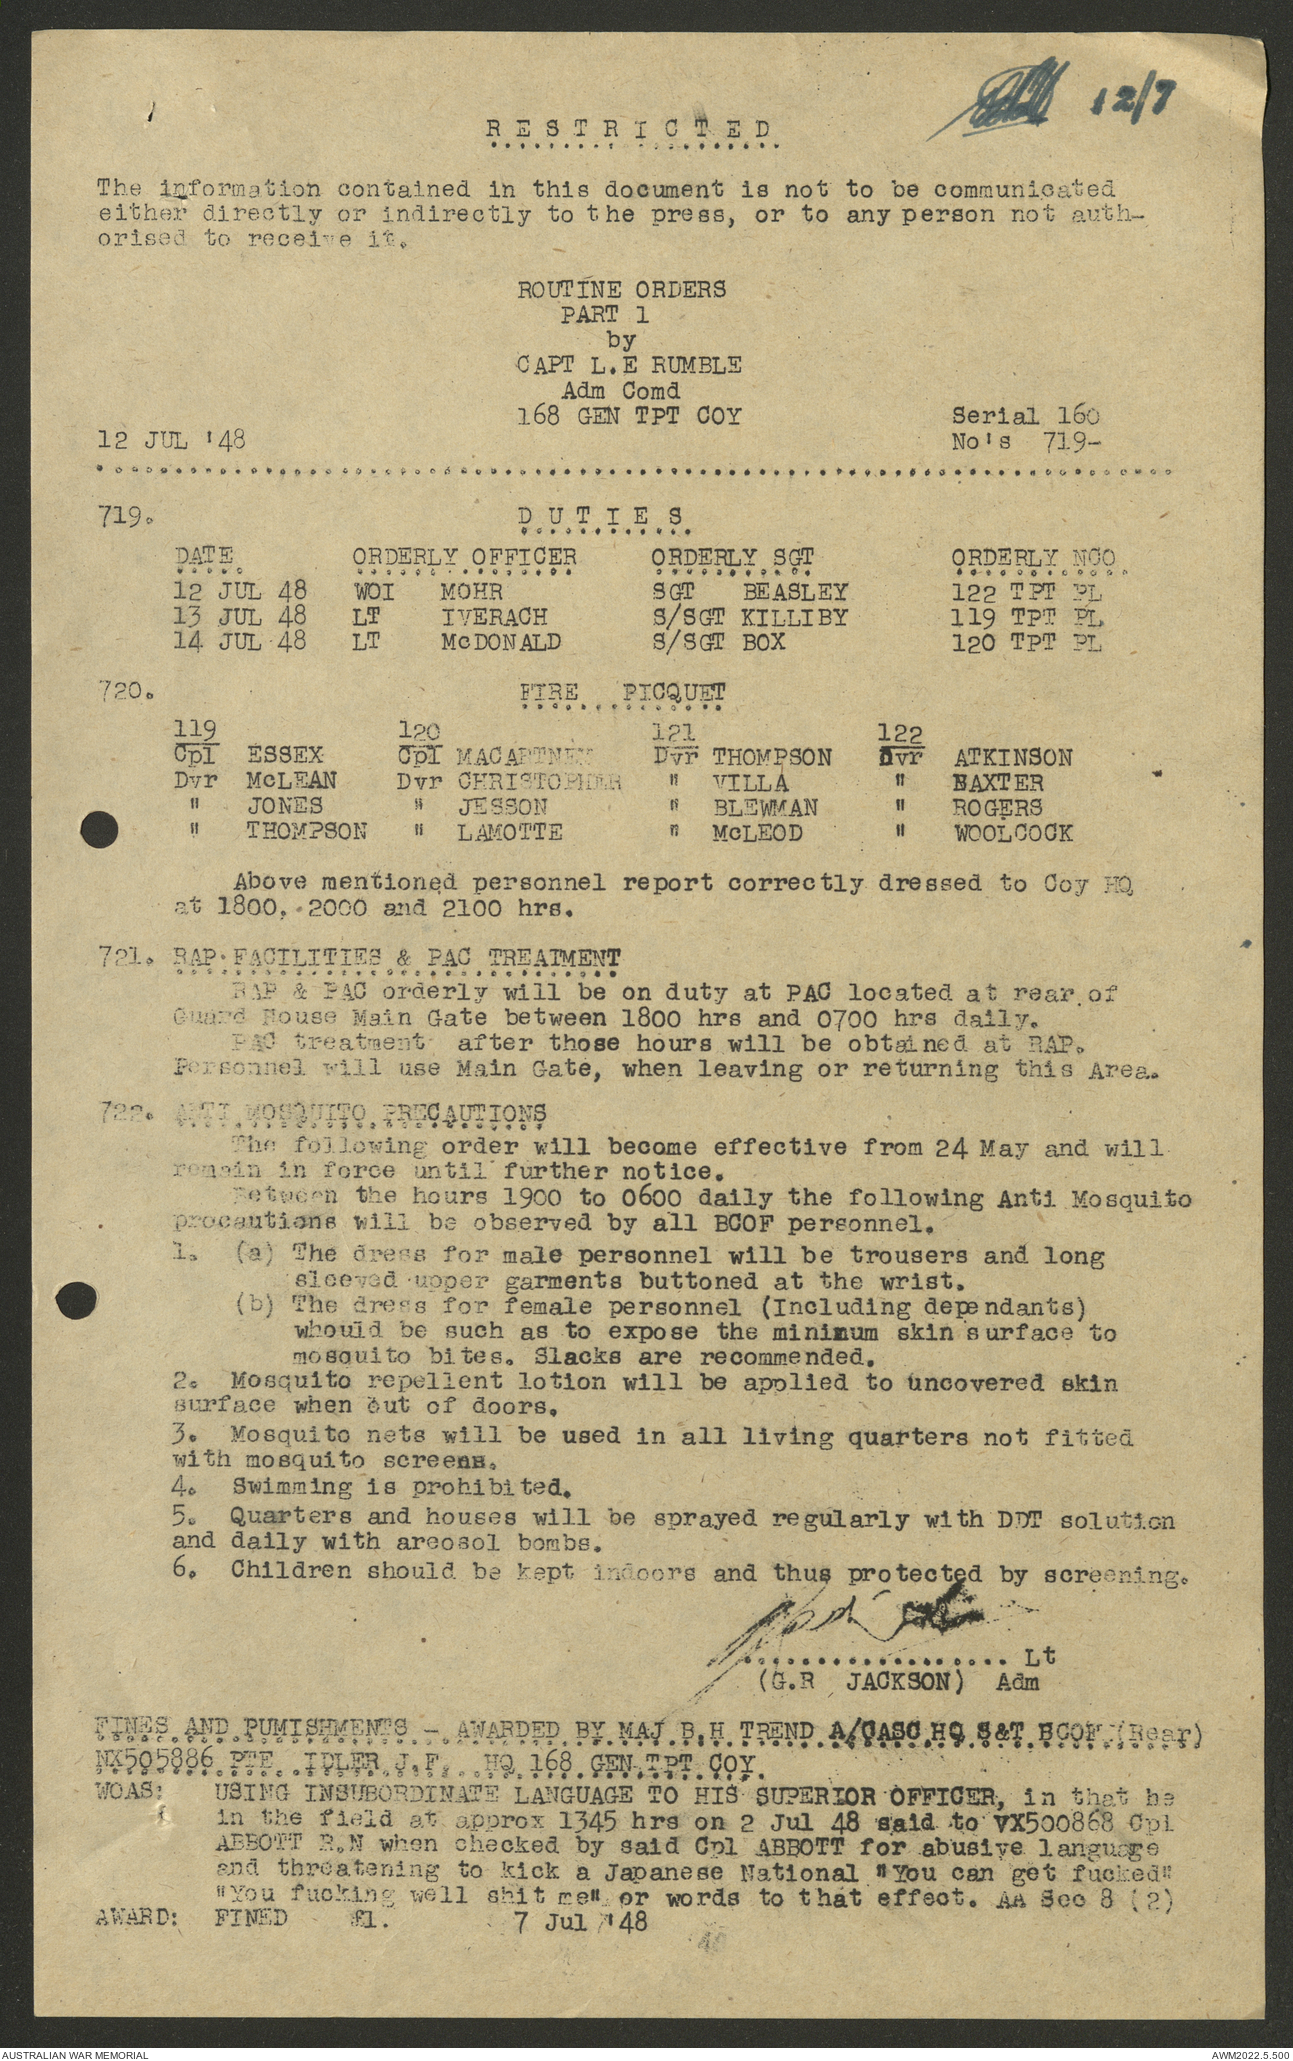 12/7
RESTRICTED
The information contained in this document is not to be communicated
either directly or indirectly to the press, or to any person not auth-
orised to receive it.
ROUTINE ORDERS
PART 1
by
CAPT L.E RUMBLE
Adm Comd
168 GEN TPT COY Serial 160
12 JUL '48 No's 719-
719. DUTIES
DATE ORDERLY OFFICER ORDERLY SGT ORDERLY NCO
12 JUL 48 WOI MOHR SGT BEASLEY 122 TPT PL
13 JUL 48 LT IVERACH S/SGT KILLIBY 119 TPT PL
14 JUL 48 LT McDONALD S/SGT BOX 120 TPT PL
720. FIRE PICQUET
119 120 121 122
Cpl ESSEX Cpl MACARTNEY Dvr THOMPSON Dvr ATKINSON
Dvr McLEAN Dvr CHRISTOPHER " VILLA " BAXTER
" JONES " JESSON " BLEWMAN " ROGERS
" THOMPSON " LAMOTTE " McLEOD " WOOLCOCK
Above mentioned personnel report correctly dressed to Coy HQ
at 1800, 2000 and 2100 hrs.
721. RAP FACILITIES & PAC TREATMENT
RAP & PAC orderly will be on duty at PAC located at rear of
Guard House Main Gate between 1800 hrs and 0700 hrs daily.
PAC treatment after those hours will be obtained at RAP.
Personnel will use Main Gate, when leaving or returning this Area.
722. ANTI MOSQUITO PRECAUTIONS
The following order will become effective from 24 May and will
remain in force until further notice.
Between the hours 1900 to 0600 daily the following Anti Mosquito
precautions will be observed by all BCOF personnel.
1. (a) The dress for male personnel will be trousers and long
sleeved upper garments buttoned at the wrist.
(b) The dress for female personnel (Including dependants)
whould be such as to expose the minimum skin surface to
mosquito bites. Slacks are recommended.
2. Mosquito repellent lotion will be applied to uncovered skin
surface when out of doors.
3. Mosquito nets will be used in all living quarters not fitted
with mosquito screens.
4. Swimming is prohibited.
5. Quarters and houses will be sprayed regularly with DDT solution
and daily with areosol bombs.
6. Children should be kept indoors and thus protected by screening.
................... Lt
(G.R JACKSON) Adm
FINES AND PUMISHMENTS - AWARDED BY MAJ B.H TREND A/CASC HQ S&T BCOF (Rear)
NX505886 PTE IDLER J.F. HQ 168 GEN TPT COY.
WOAS: USING INSUBORDINATE LANGUAGE TO HIS SUPERIOR OFFICER, in that he
in the field at approx 1345 hrs on 2 Jul 48 said to VX500868 Cpl
ABBOTT R.N when checked by said Cpl ABBOTT for abusive language
and threatening to kick a Japanese National "You can get fucked"
"You fucking well shit me" or words to that effect. AA Sec 8 (2)
AWARD: FINED £1. 7 Jul '48
AUSTRALIAN WAR MEMORIAL AWM2022.5.500